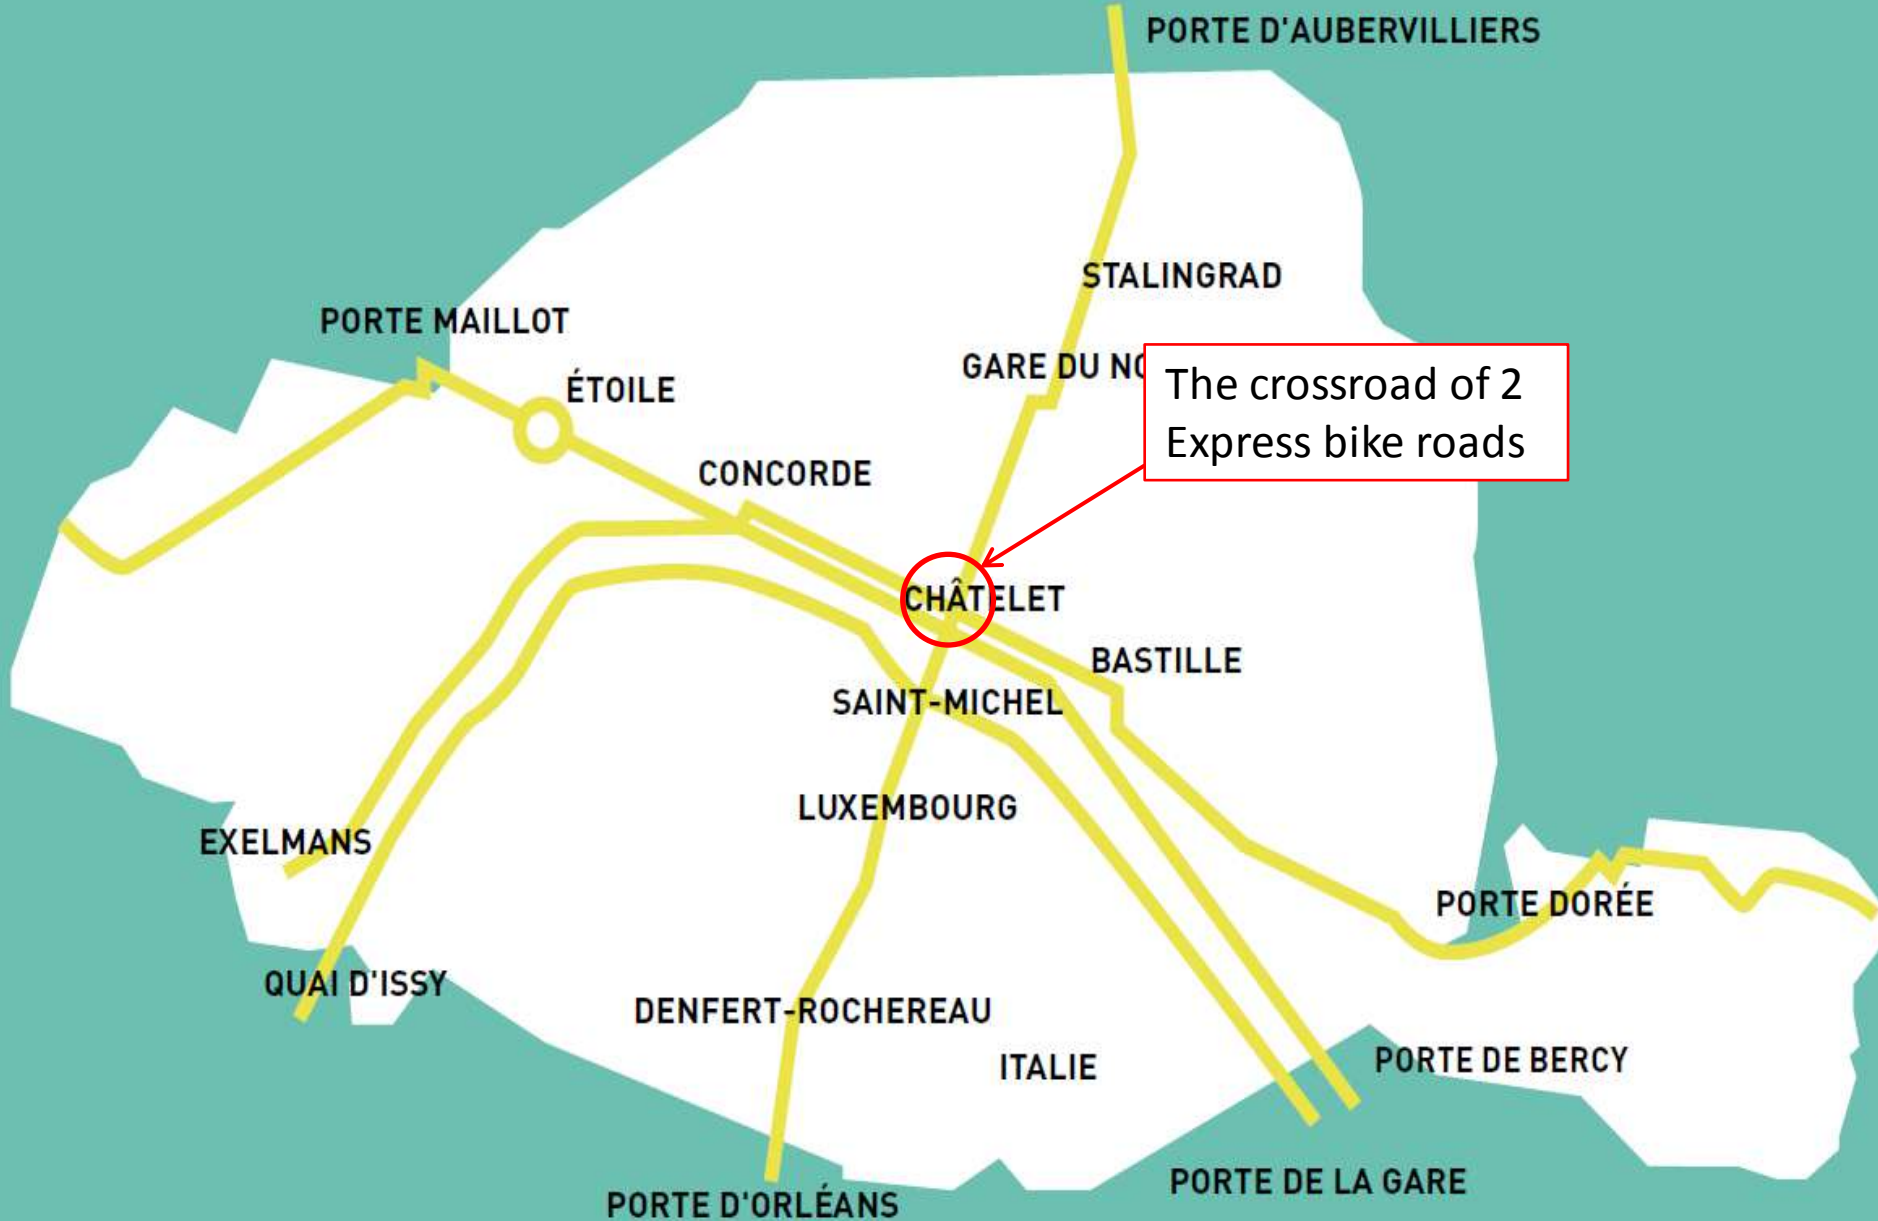 PORTE D'AUBERVILLIERS
STALINGRAD
PORTE MAILLOT
GARE DU
ÉTOILE
The crossroad of 2
Express bike roads
CONCORDE
CHÂTELET
BASTILLE
SAINT-MICHEL
LUXEMBOURG
EXELMANS
PORTE DORÉE
QUAI D'ISSY
DENFERT-ROCHEREAU
ITALIE
PORTE DE BERCY
PORTE DE LA GARE
PORTE D'ORLÉANS